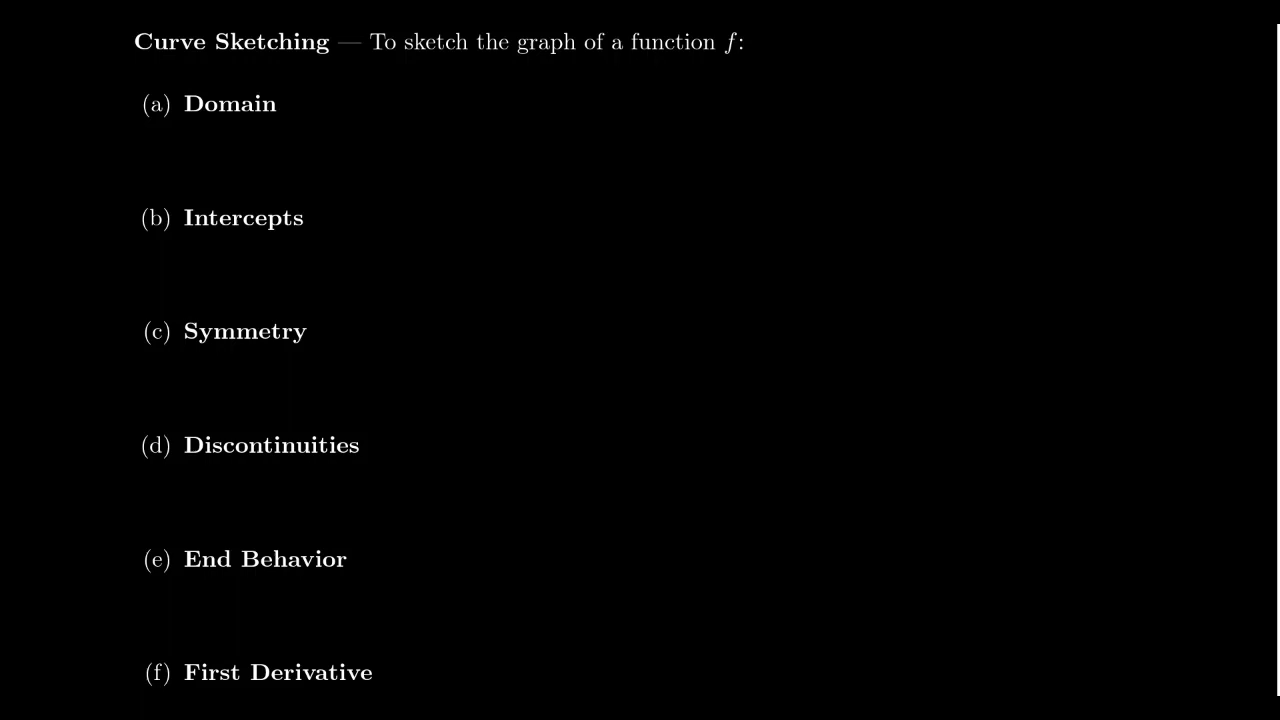 Curve Sketching — To sketch the graph of a function f:
(a) Domain
(b) Intercepts
(c) Symmetry
(d) Discontinuities
(e) End Behavior
(f) First Derivative